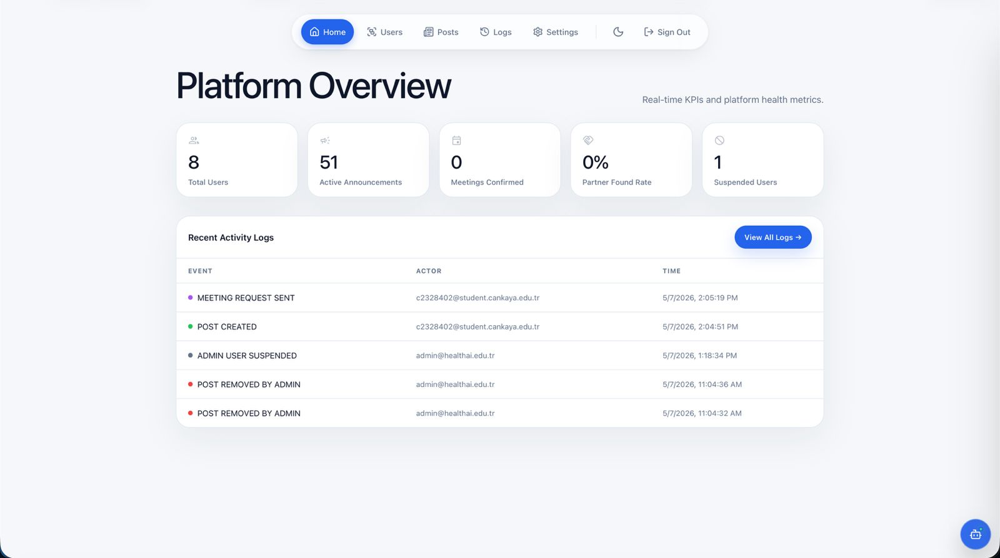 Home Users Posts Logs Settings Sign Out
Platform Overview
Real-time KPIs and platform health metrics.
8
Total Users
51
Active Announcements
0
Meetings Confirmed
0%
Partner Found Rate
1
Suspended Users
Recent Activity Logs
View All Logs →
EVENT ACTOR TIME
MEETING REQUEST SENT c2328402@student.cankaya.edu.tr 5/7/2026, 2:05:19 PM
POST CREATED c2328402@student.cankaya.edu.tr 5/7/2026, 2:04:51 PM
ADMIN USER SUSPENDED admin@healthai.edu.tr 5/7/2026, 1:18:34 PM
POST REMOVED BY ADMIN admin@healthai.edu.tr 5/7/2026, 11:04:36 AM
POST REMOVED BY ADMIN admin@healthai.edu.tr 5/7/2026, 11:04:32 AM